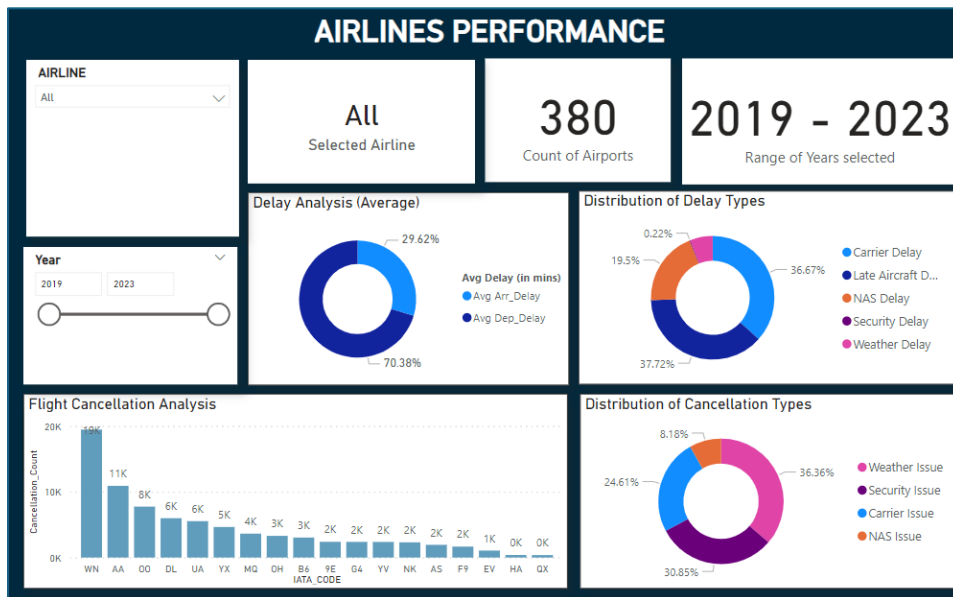 AIRLINES PERFORMANCE
AIRLINE
All
All
Selected Airline
380
Count of Airports
2019 - 2023
Range of Years selected
Year
2019
2023
Delay Analysis (Average)
29.62%
70.38%
Avg Delay (in mins)
Avg Arr_Delay
Avg Dep_Delay
Distribution of Delay Types
0.22%
19.5%
36.67%
37.72%
Carrier Delay
Late Aircraft D...
NAS Delay
Security Delay
Weather Delay
Flight Cancellation Analysis
Cancellation_Count
20K
10K
0K
19K
11K
8K
6K
6K
5K
4K
3K
3K
2K
2K
2K
2K
2K
2K
1K
0K
0K
WN
AA
OO
DL
UA
YX
MQ
OH
B6
9E
G4
YV
NK
AS
F9
EV
HA
QX
IATA_CODE
Distribution of Cancellation Types
8.18%
24.61%
36.36%
30.85%
Weather Issue
Security Issue
Carrier Issue
NAS Issue